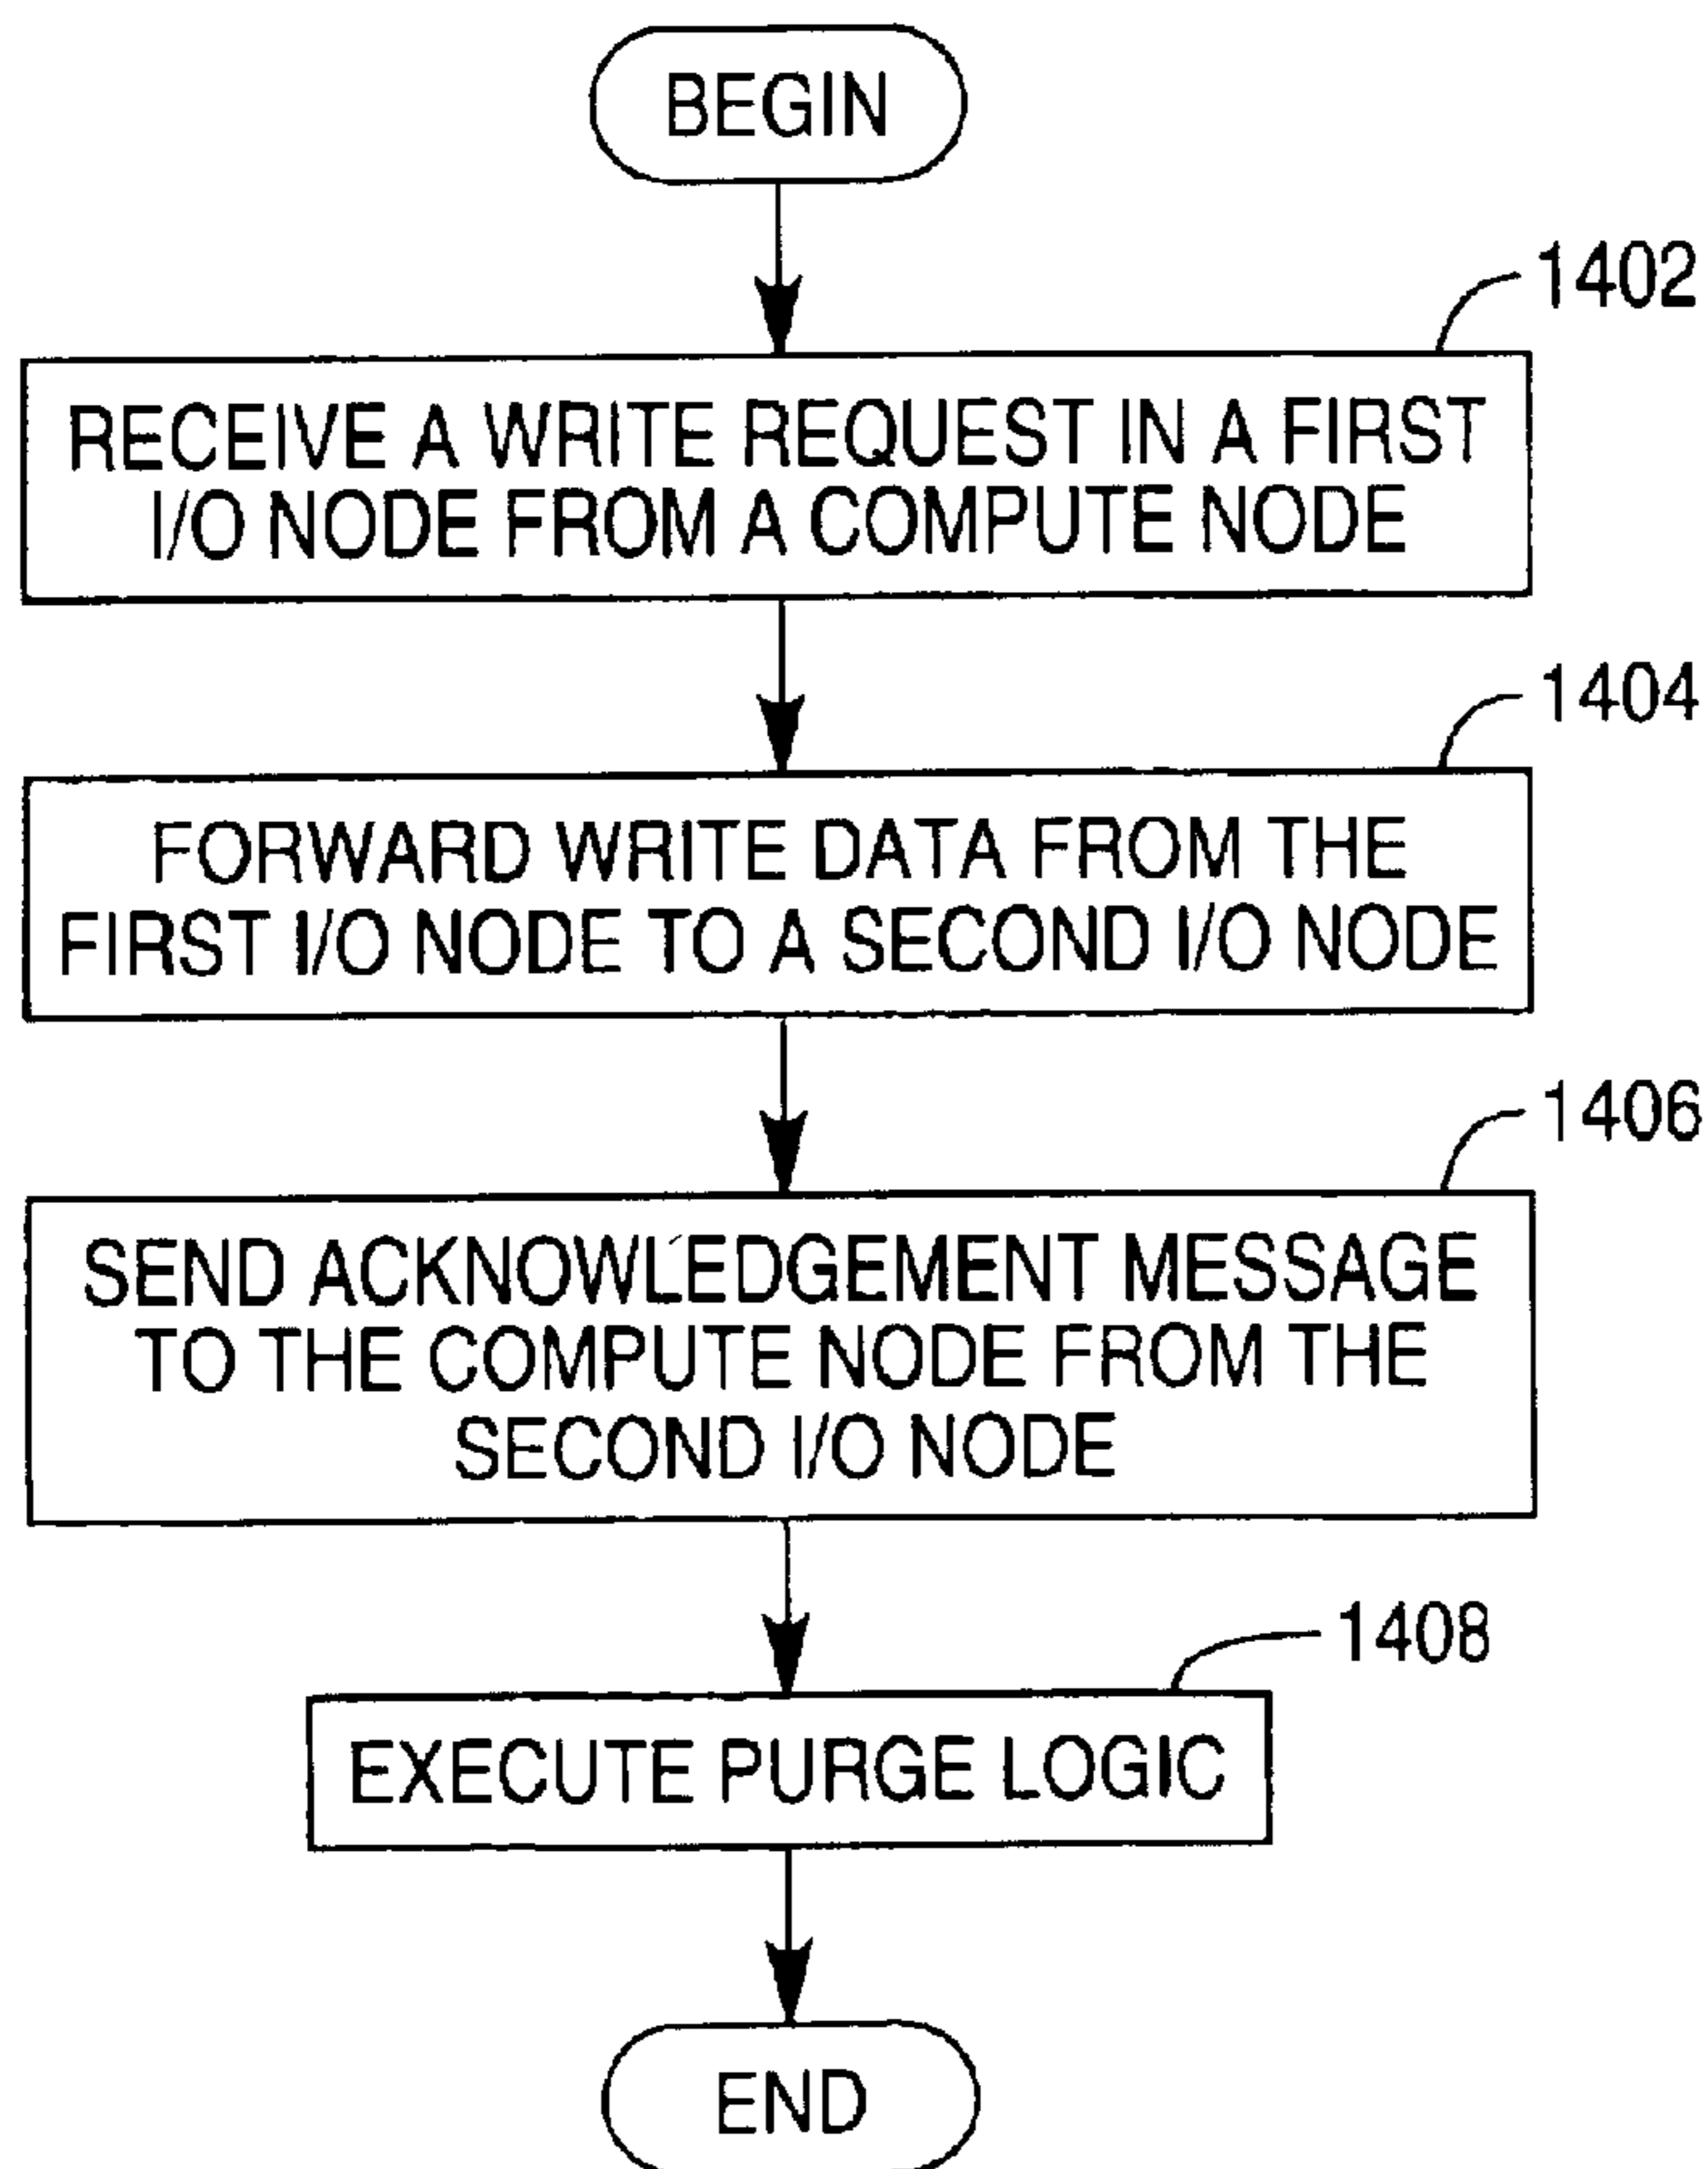 BEGIN
1402
RECEIVE A WRITE REQUEST IN A FIRST
I/O NODE FROM A COMPUTE NODE
1404
FORWARD WRITE DATA FROM THE
FIRST I/O NODE TO A SECOND I/O NODE
1406
SEND ACKNOWLEDGEMENT MESSAGE
TO THE COMPUTE NODE FROM THE
SECOND I/O NODE
1408
EXECUTE PURGE LOGIC
END